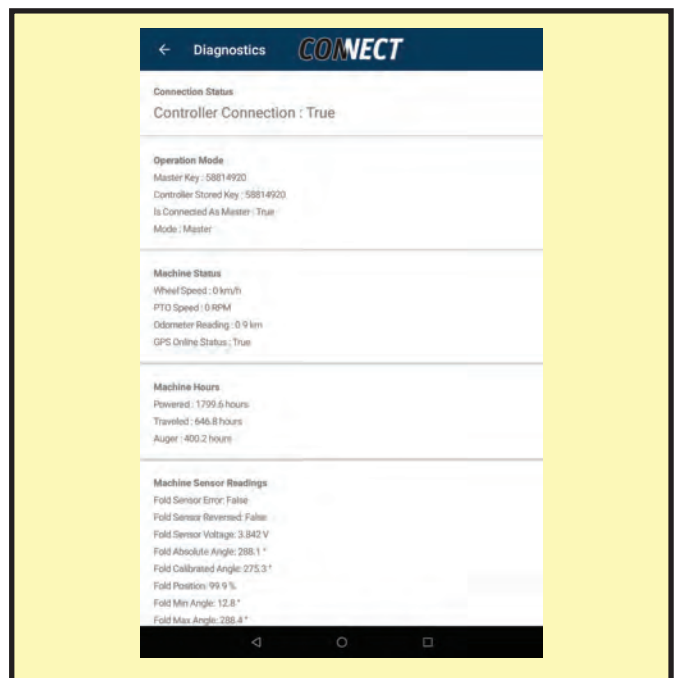 Diagnostics CONNECT
Connection Status
Controller Connection : True
Operation Mode
Master Key : 58814920
Controller Stored Key : 58814920
Is Connected As Master : True
Mode : Master
Machine Status
Wheel Speed : 0 km/h
PTO Speed : 0 RPM
Odometer Reading : 0.9 km
GPS Online Status : True
Machine Hours
Powered : 1799.6 hours
Traveled : 646.8 hours
Auger : 400.2 hours
Machine Sensor Readings
Fold Sensor Error: False
Fold Sensor Reversed: False
Fold Sensor Voltage: 3.842 V
Fold Absolute Angle: 288.1 °
Fold Calibrated Angle: 275.3 °
Fold Position: 99.9 %
Fold Min Angle: 12.8 °
Fold Max Angle: 288.4 °